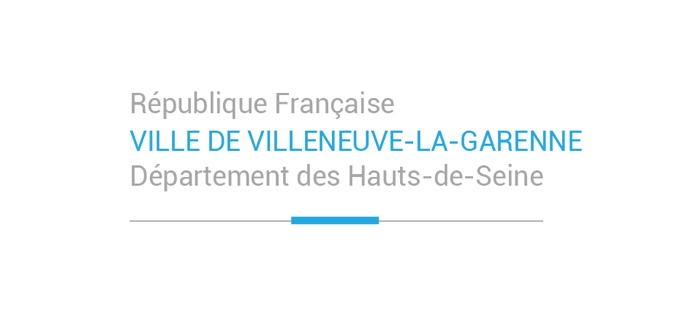 République Française
VILLE DE VILLENEUVE-LA-GARENNE
Département des Hauts-de-Seine